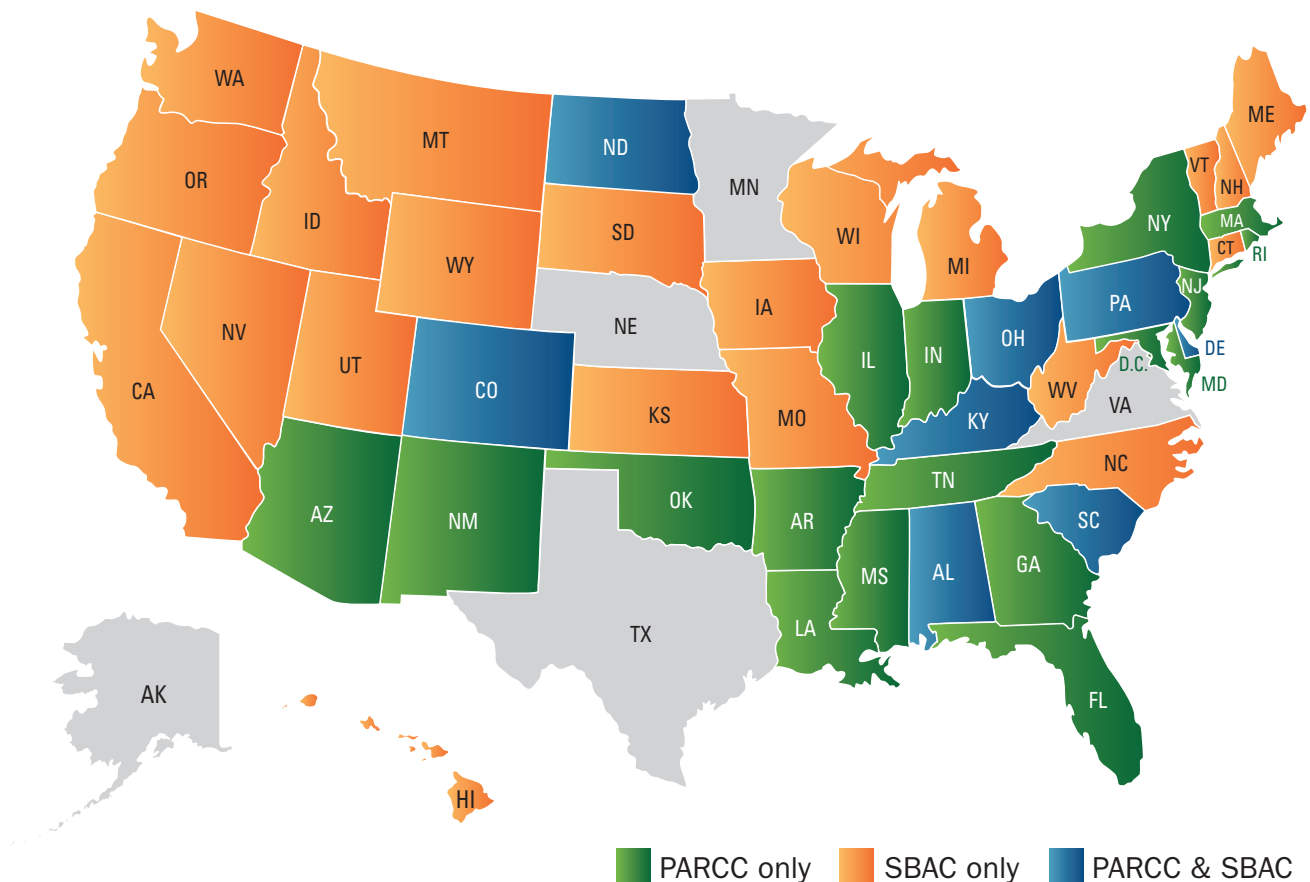 WA
MT
ND
MN
ME
VT
NH
OR
ID
SD
WI
NY
MA
CT
RI
WY
MI
IA
NE
PA
NJ
NV
UT
CO
IL
IN
OH
DE
D.C.
MD
CA
KS
MO
WV
VA
KY
NC
AZ
NM
OK
AR
TN
SC
MS
AL
GA
TX
LA
AK
FL
HI
PARCC only
SBAC only
PARCC & SBAC